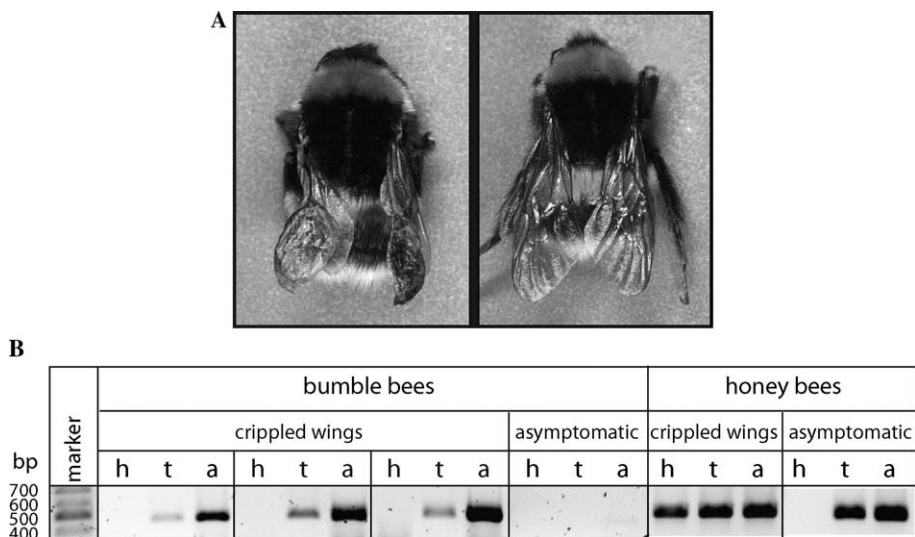 A
B
bumble bees honey bees
crippled wings asymptomatic crippled wings asymptomatic
bp marker h t a h t a h t a h t a h t a h t a
700
600
500
400